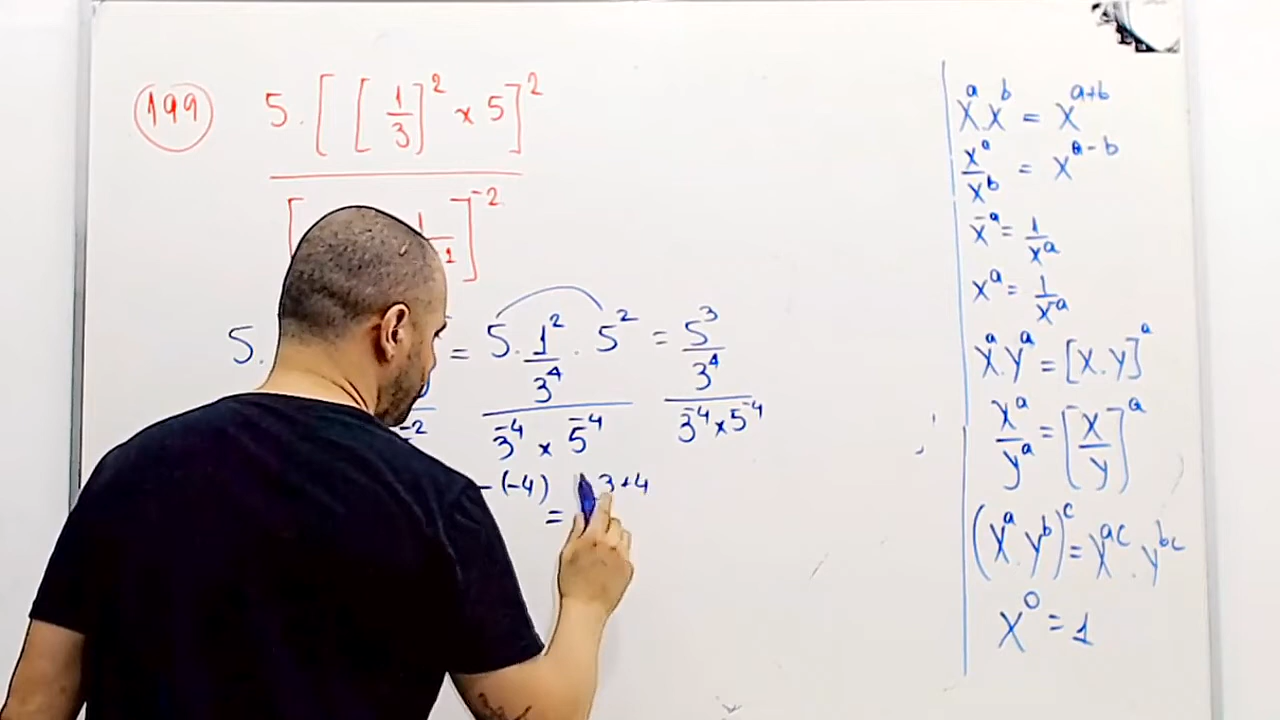 199
5 . [ [ 1/3 ]² × 5 ]²
[ 1 ]⁻²
5 . = 5 . 1²/3⁴ . 5² = 5³/3⁴
⁻² 3⁻⁴ × 5⁻⁴ 3⁻⁴ × 5⁻⁴
- (-4) = 3+4
xᵃ . xᵇ = xᵃ⁺ᵇ
xᵃ/xᵇ = xᵃ⁻ᵇ
x⁻ᵃ = 1/xᵃ
xᵃ = 1/x⁻ᵃ
xᵃ . yᵃ = [x . y]ᵃ
xᵃ/yᵃ = [x/y]ᵃ
(xᵃ . yᵇ)ᶜ = xᵃᶜ . yᵇᶜ
x⁰ = 1